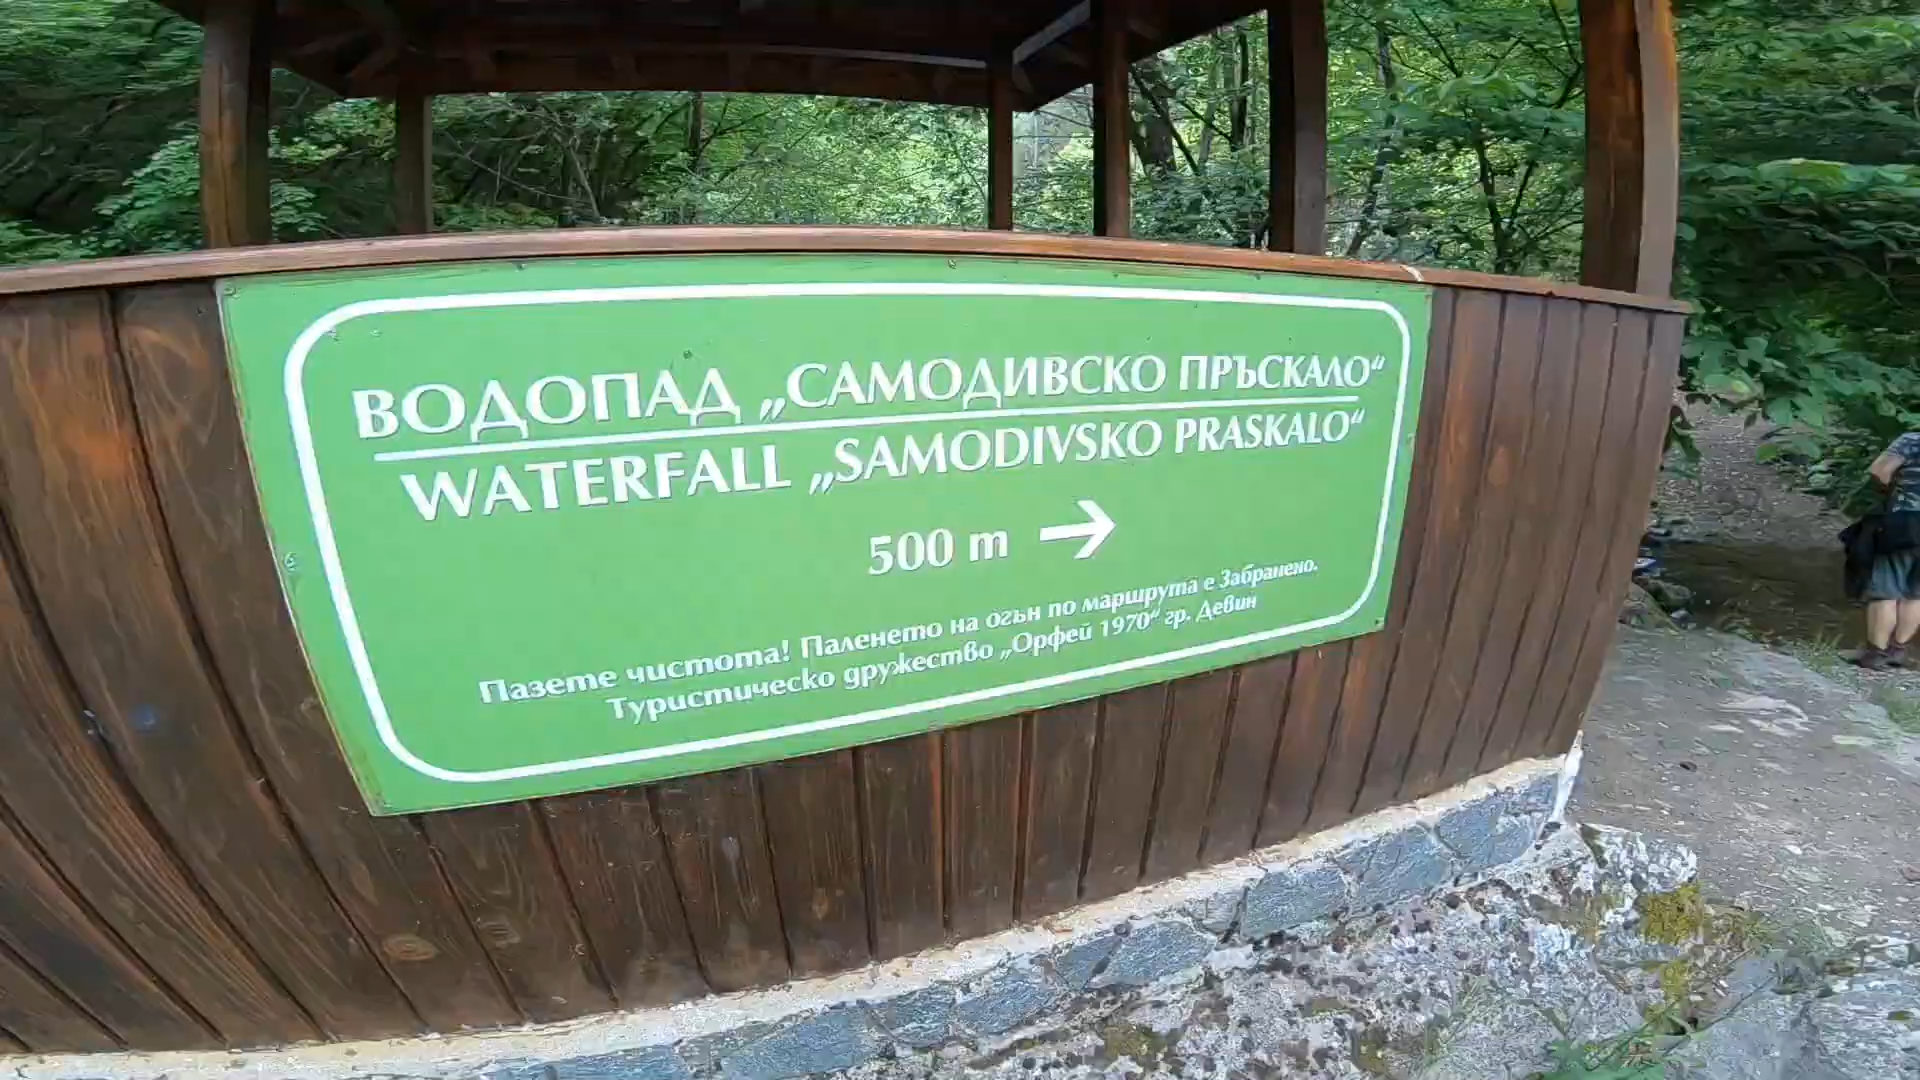 ВОДОПАД „САМОДИВСКО ПРЪСКАЛО“
WATERFALL „SAMODIVSKO PRASKALO“
500 m →
Пазете чистота! Паленето на огън по маршрута е Забранено.
Туристическо дружество „Орфей 1970“ гр. Девин